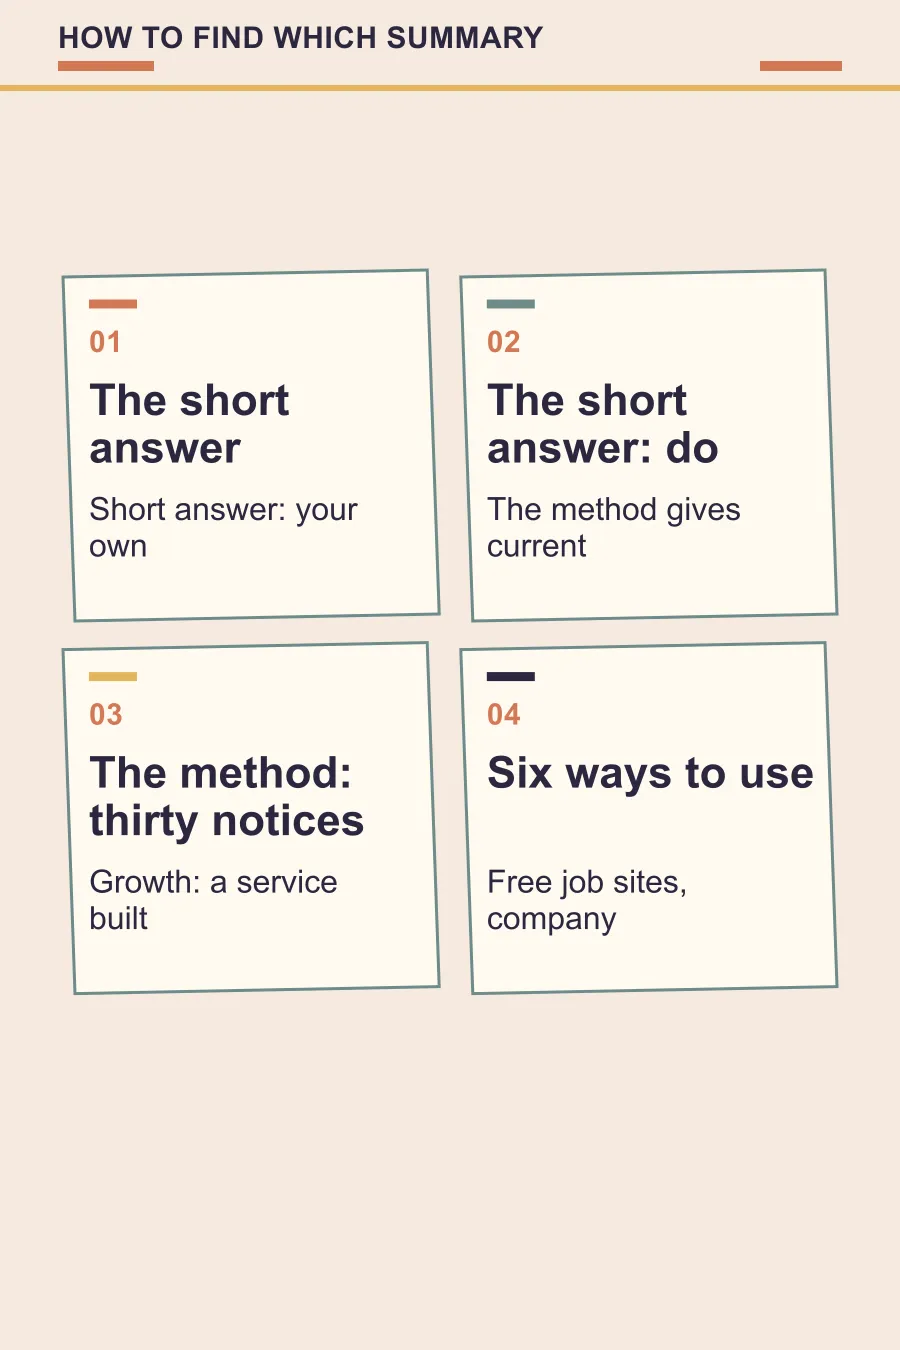 HOW TO FIND WHICH SUMMARY
01
The short
answer
Short answer: your
own
02
The short
answer: do
The method gives
current
03
The method:
thirty notices
Growth: a service
built
04
Six ways to use
Free job sites,
company